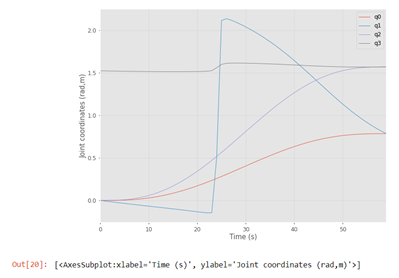 2.0
1.5
1.0
0.5
0.0
Joint coordinates (rad,m)
q0
q1
q2
q3
0 10 20 30 40 50
Time (s)
Out[20]: [<AxesSubplot:xlabel='Time (s)', ylabel='Joint coordinates (rad,m)'>]